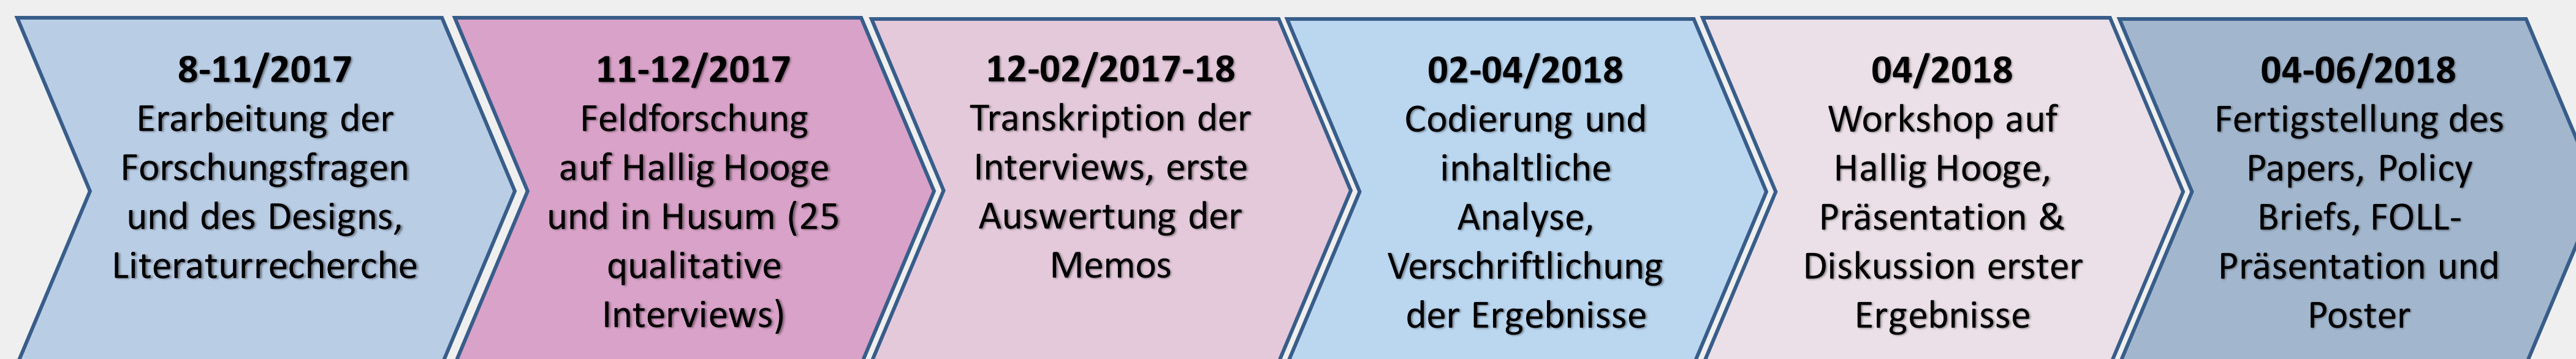 8-11/2017
Erarbeitung der
Forschungsfragen
und des Designs,
Literaturrecherche
11-12/2017
Feldforschung
auf Hallig Hooge
und in Husum (25
qualitative
Interviews)
12-02/2017-18
Transkription der
Interviews, erste
Auswertung der
Memos
02-04/2018
Codierung und
inhaltliche
Analyse,
Verschriftlichung
der Ergebnisse
04/2018
Workshop auf
Hallig Hooge,
Präsentation &
Diskussion erster
Ergebnisse
04-06/2018
Fertigstellung des
Papers, Policy
Briefs, FOLL-
Präsentation und
Poster